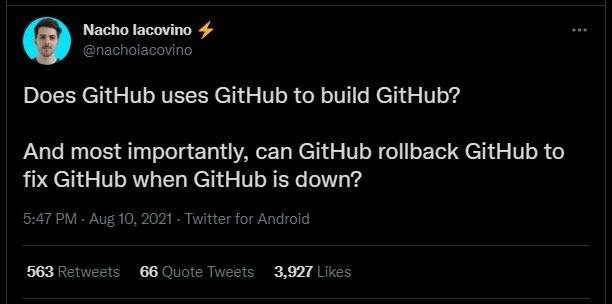 Nacho Iacovino ⚡
@nachoiacovino
Does GitHub uses GitHub to build GitHub?
And most importantly, can GitHub rollback GitHub to
fix GitHub when GitHub is down?
5:47 PM · Aug 10, 2021 · Twitter for Android
563 Retweets 66 Quote Tweets 3,927 Likes